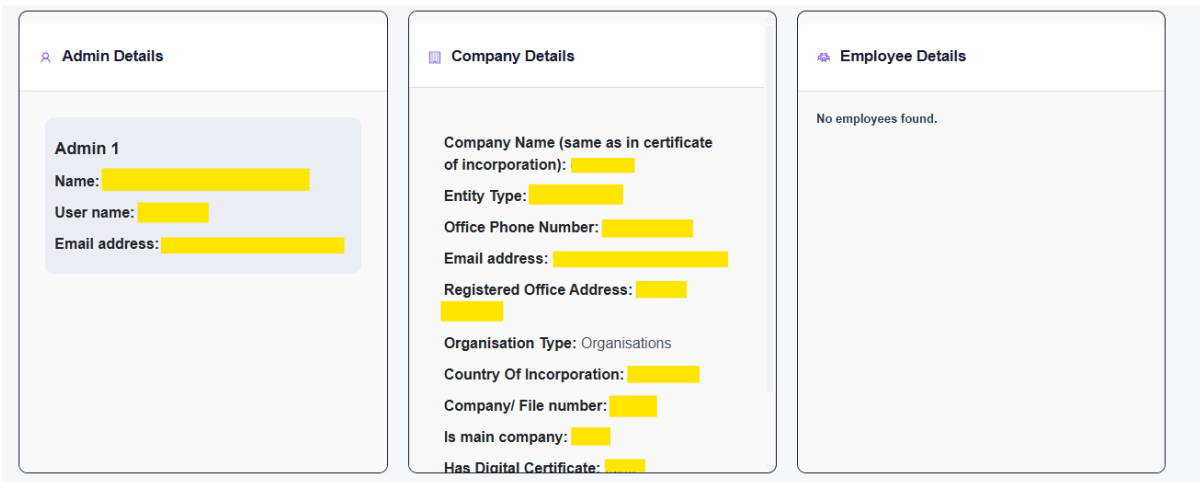 Admin Details
Admin 1
Name:
User name:
Email address:
Company Details
Company Name (same as in certificate
of incorporation):
Entity Type:
Office Phone Number:
Email address:
Registered Office Address:
Organisation Type: Organisations
Country Of Incorporation:
Company/ File number:
Is main company:
Has Digital Certificate:
Employee Details
No employees found.